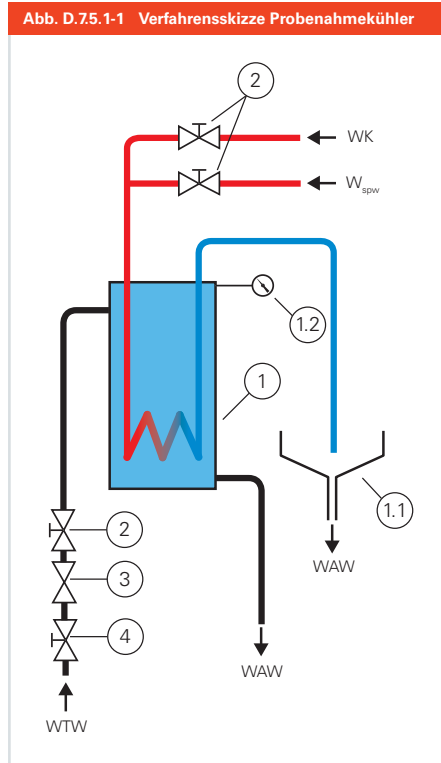 Abb. D.7.5.1-1 Verfahrensskizze Probenahmekühler
2
WK
W_spw
1.2
1
1.1
2
WAW
3
4
WAW
WTW